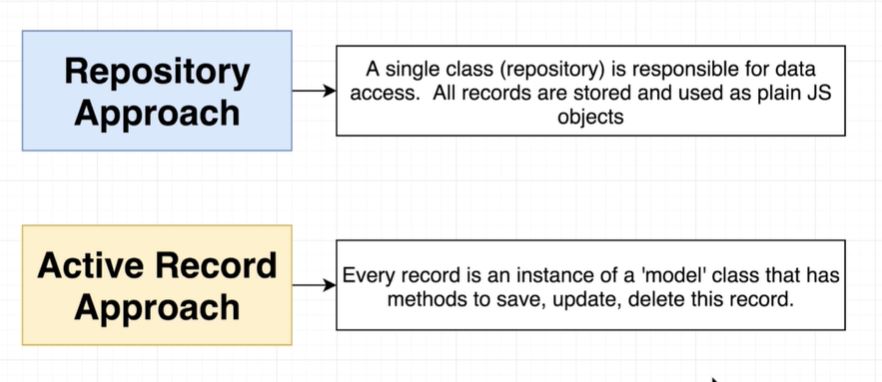 Repository
Approach
A single class (repository) is responsible for data
access. All records are stored and used as plain JS
objects
Active Record
Approach
Every record is an instance of a 'model' class that has
methods to save, update, delete this record.